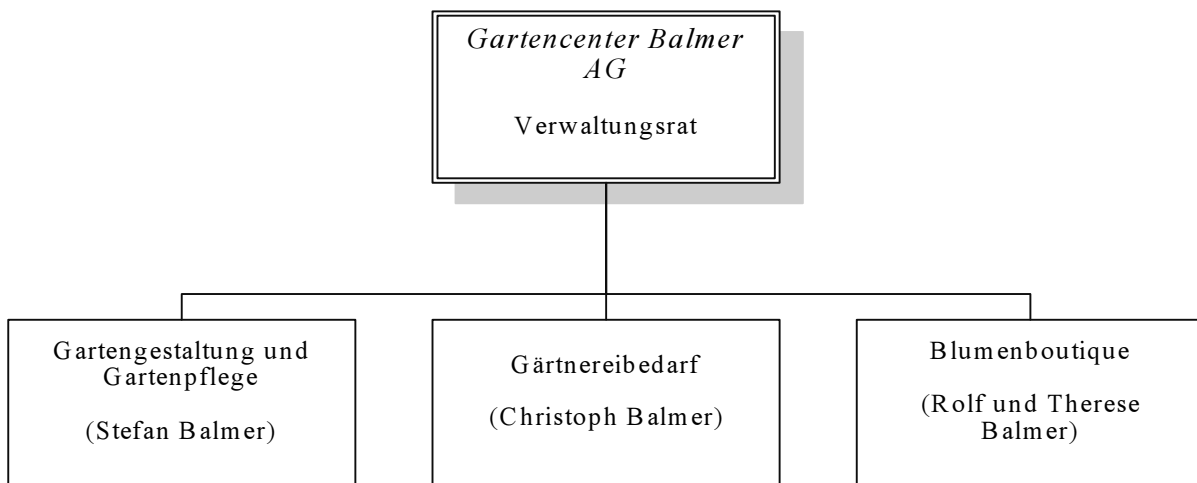 Gartencenter Balmer
AG
Verwaltungsrat
Gartengestaltung und
Gartenpflege
(Stefan Balmer)
Gärtnereibedarf
(Christoph Balmer)
Blumenboutique
(Rolf und Therese
Balmer)